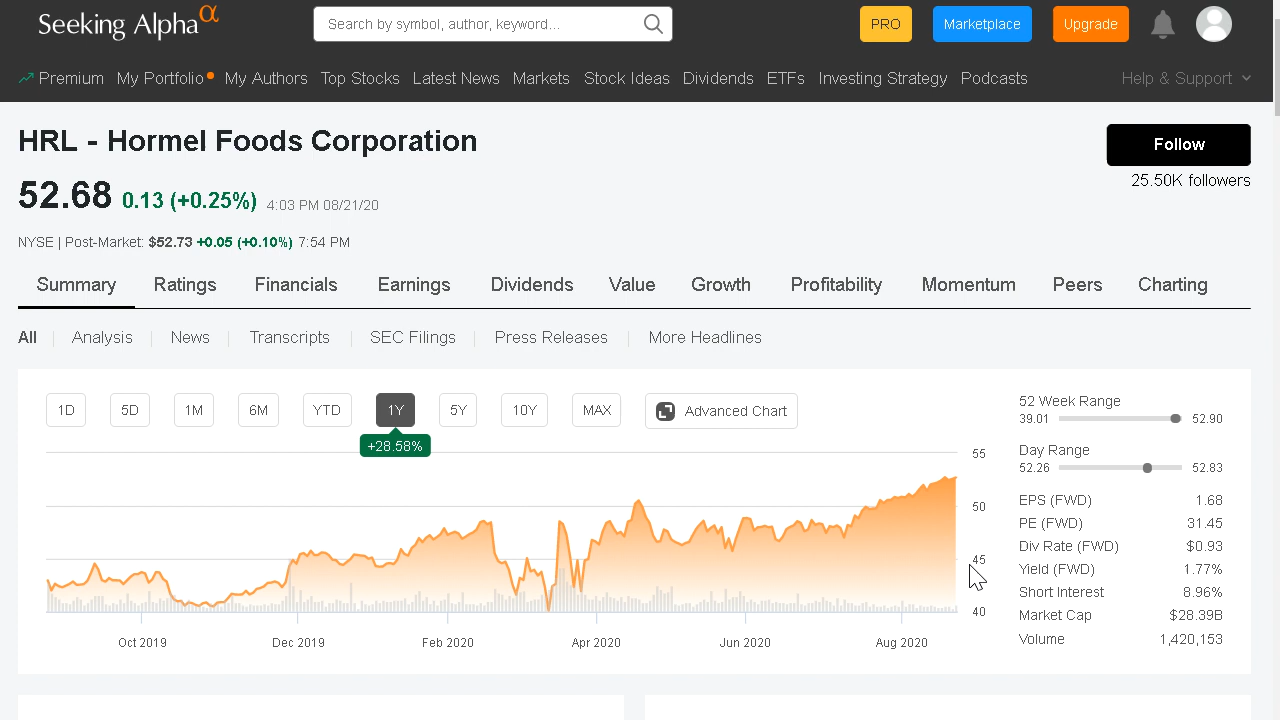 Seeking Alpha α
Search by symbol, author, keyword...
PRO
Marketplace
Upgrade
Premium My Portfolio My Authors Top Stocks Latest News Markets Stock Ideas Dividends ETFs Investing Strategy Podcasts Help & Support
HRL - Hormel Foods Corporation
Follow
25.50K followers
52.68 0.13 (+0.25%) 4:03 PM 08/21/20
NYSE | Post-Market: $52.73 +0.05 (+0.10%) 7:54 PM
Summary Ratings Financials Earnings Dividends Value Growth Profitability Momentum Peers Charting
All Analysis News Transcripts SEC Filings Press Releases More Headlines
1D 5D 1M 6M YTD 1Y 5Y 10Y MAX Advanced Chart
+28.58%
55
50
45
40
Oct 2019 Dec 2019 Feb 2020 Apr 2020 Jun 2020 Aug 2020
52 Week Range
39.01 52.90
Day Range
52.26 52.83
EPS (FWD) 1.68
PE (FWD) 31.45
Div Rate (FWD) $0.93
Yield (FWD) 1.77%
Short Interest 8.96%
Market Cap $28.39B
Volume 1,420,153